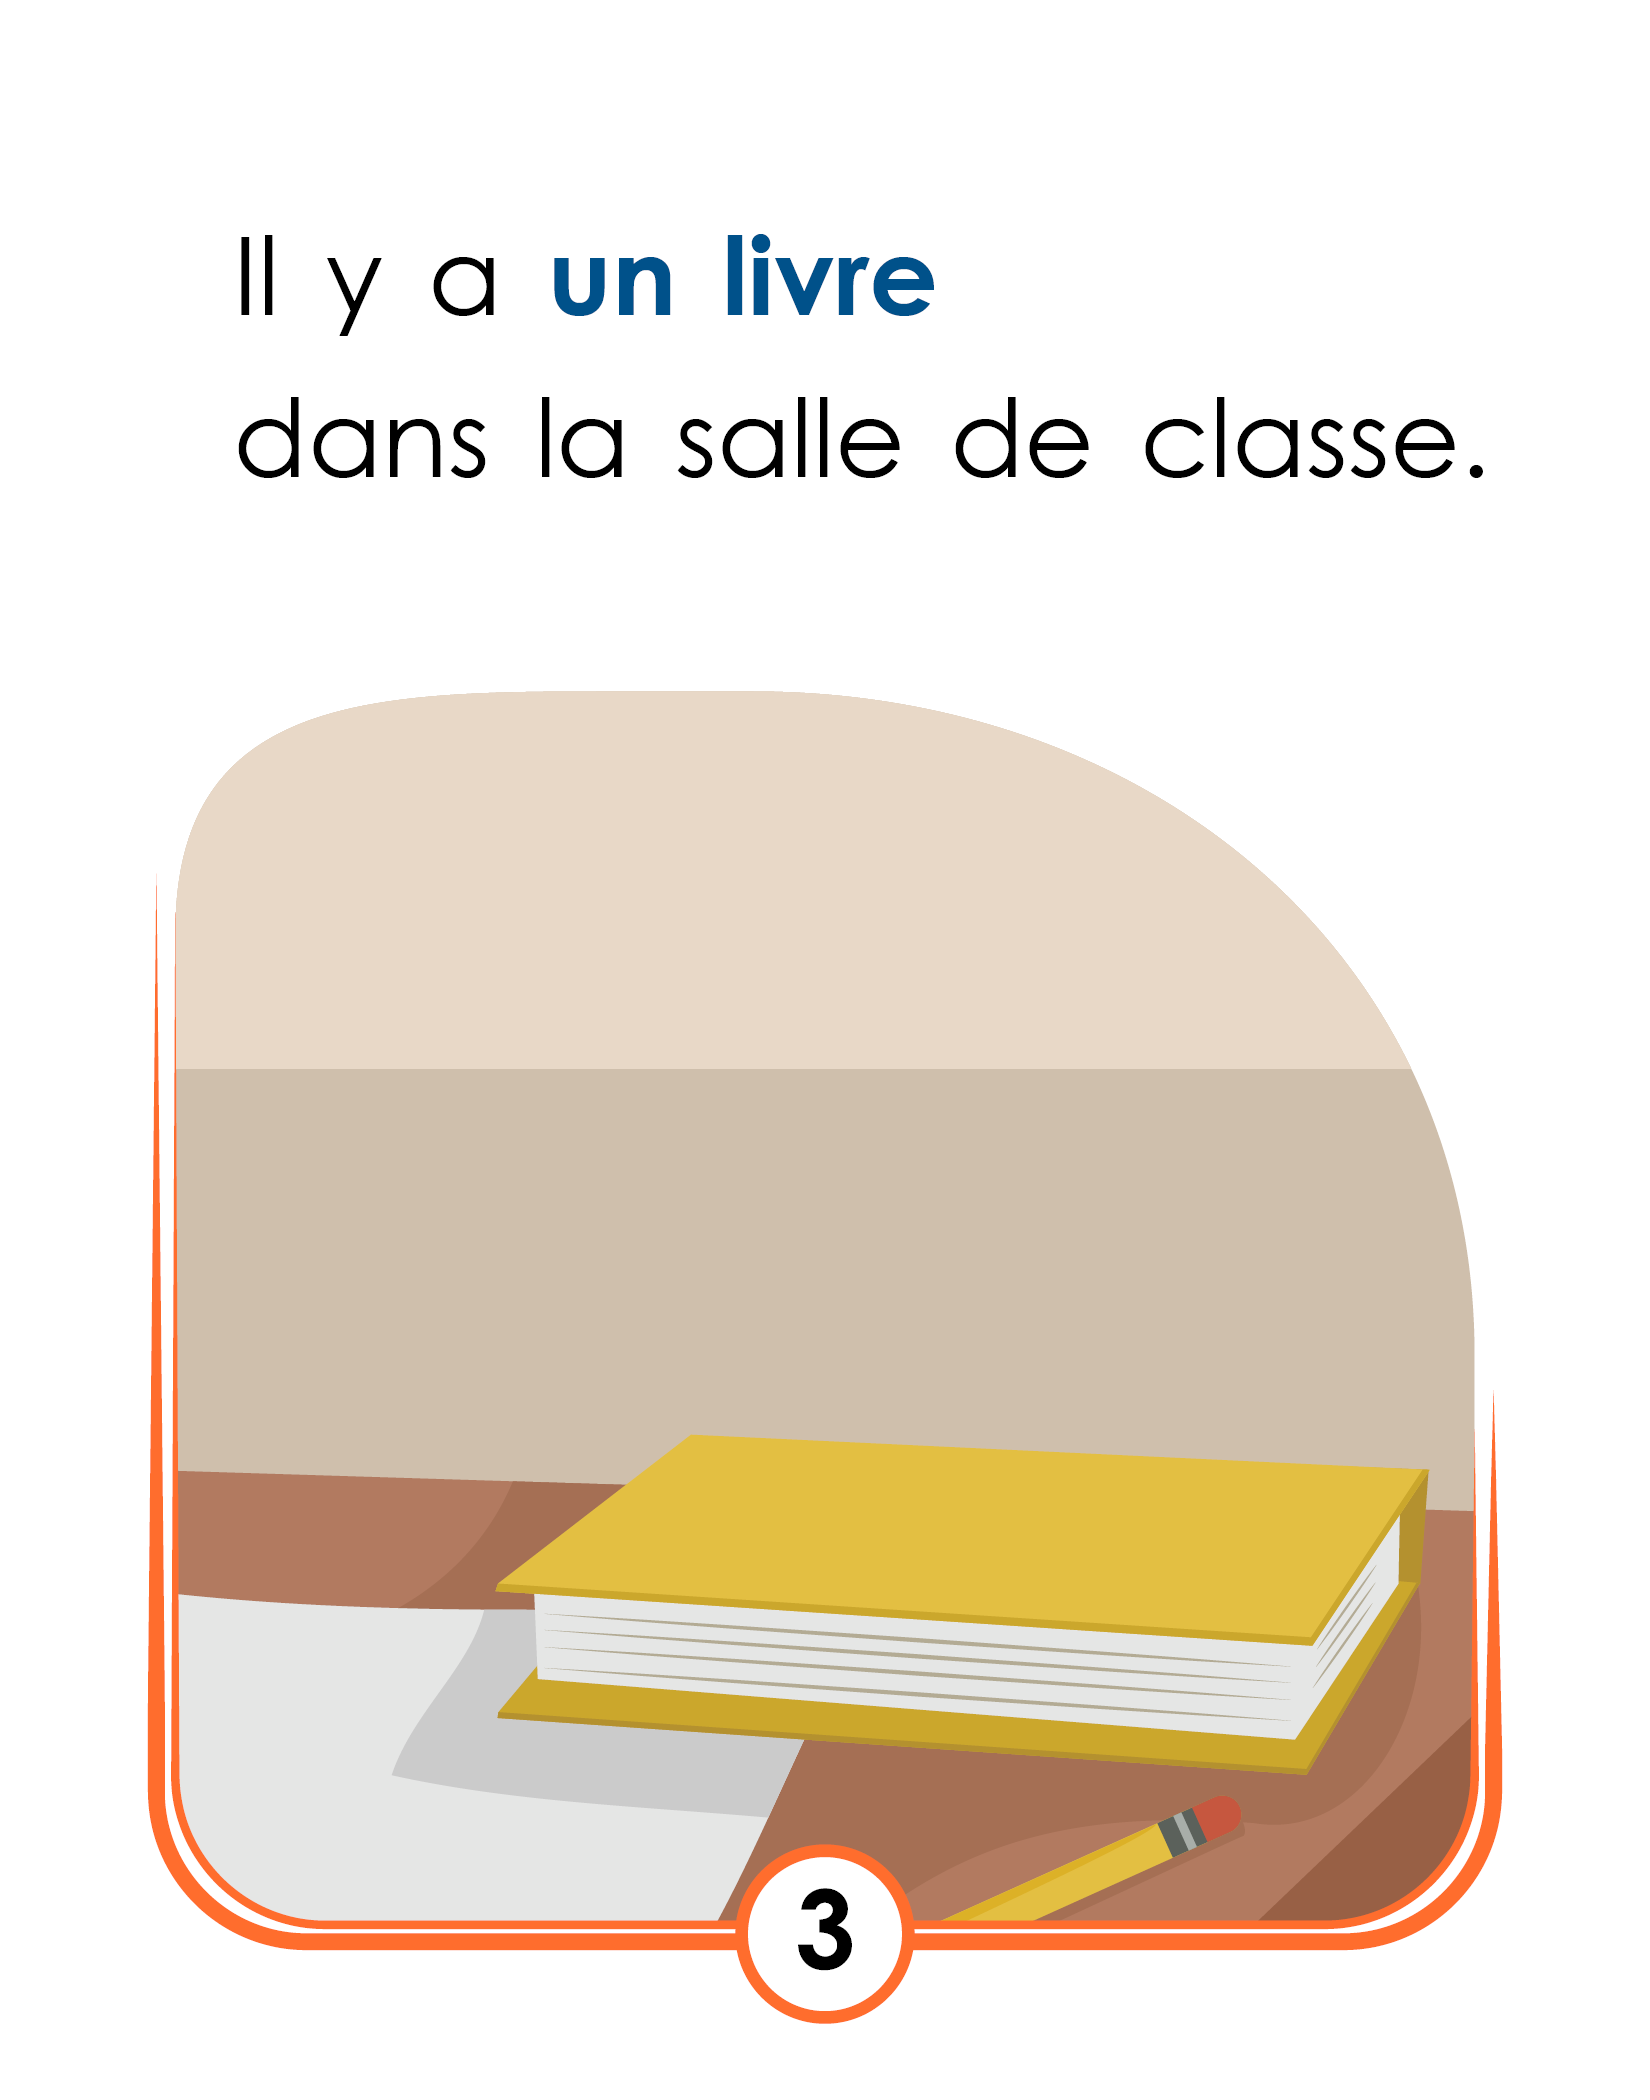 Il y a un livre
dans la salle de classe.
3